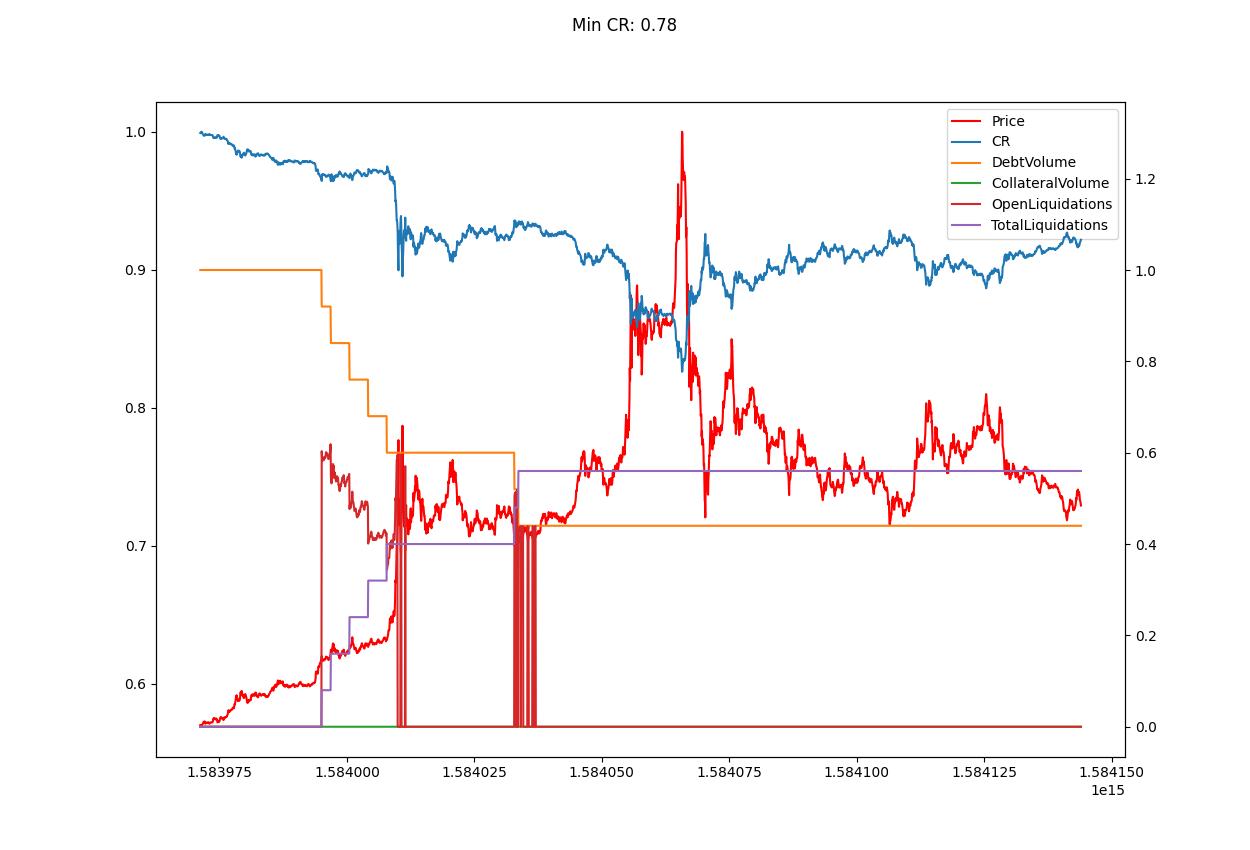 Min CR: 0.78
1.0
0.9
0.8
0.7
0.6
1.2
1.0
0.8
0.6
0.4
0.2
0.0
Price
CR
DebtVolume
CollateralVolume
OpenLiquidations
TotalLiquidations
1.583975 1.584000 1.584025 1.584050 1.584075 1.584100 1.584125 1.584150
1e15